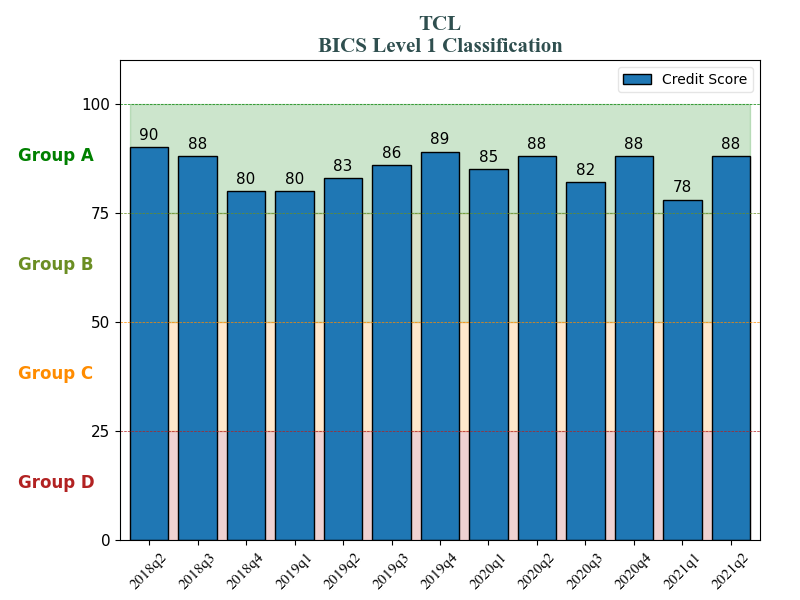 TCL
BICS Level 1 Classification
Credit Score
100
75
50
25
0
Group A
Group B
Group C
Group D
90
88
80
80
83
86
89
85
88
82
88
78
88
2018q2
2018q3
2018q4
2019q1
2019q2
2019q3
2019q4
2020q1
2020q2
2020q3
2020q4
2021q1
2021q2